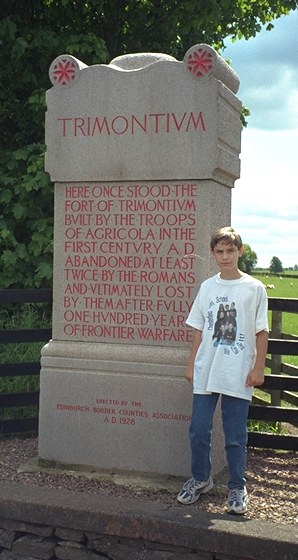 TRIMONTIVM
HERE ONCE STOOD THE
FORT OF TRIMONTIVM
BVILT BY THE TROOPS
OF AGRICOLA IN THE
FIRST CENTVRY A.D.
ABANDONED AT LEAST
TWICE BY THE ROMANS
AND VLTIMATELY LOST
BY THEM AFTER FVLLY
ONE HVNDRED YEARS
OF FRONTIER WARFARE
ERECTED BY THE
EDINBURGH BORDER COUNTIES ASSOCIATION
A.D. 1928
School